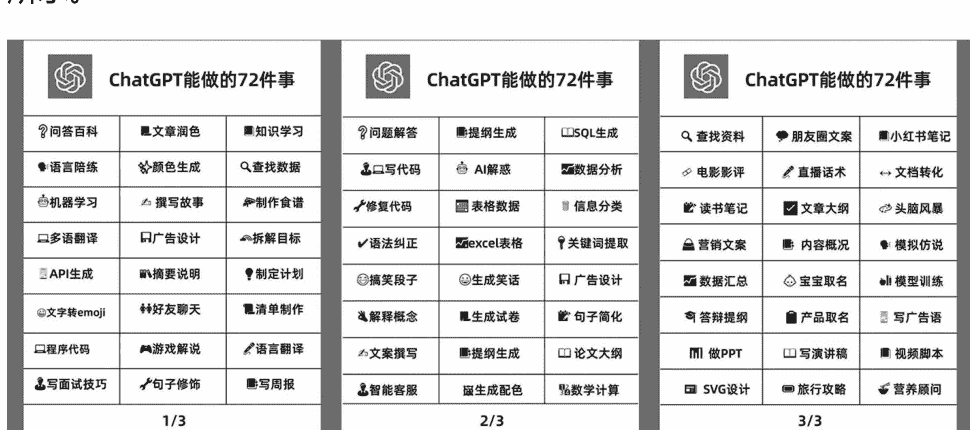 ChatGPT能做的72件事
问答百科 文章润色 知识学习
语言陪练 颜色生成 查找数据
机器学习 撰写故事 制作食谱
多语翻译 广告设计 拆解目标
API生成 摘要说明 制定计划
文字转emoji 好友聊天 清单制作
程序代码 游戏解说 语言翻译
写面试技巧 句子修饰 写周报
1/3
ChatGPT能做的72件事
问题解答 提纲生成 SQL生成
写代码 AI解惑 数据分析
修复代码 表格数据 信息分类
语法纠正 excel表格 关键词提取
搞笑段子 生成笑话 广告设计
解释概念 生成试卷 句子简化
文案撰写 提纲生成 论文大纲
智能客服 生成配色 数学计算
2/3
ChatGPT能做的72件事
查找资料 朋友圈文案 小红书笔记
电影影评 直播话术 文档转化
读书笔记 文章大纲 头脑风暴
营销文案 内容概况 模拟仿说
数据汇总 宝宝取名 模型训练
答辩提纲 产品取名 写广告语
做PPT 写演讲稿 视频脚本
SVG设计 旅行攻略 营养顾问
3/3